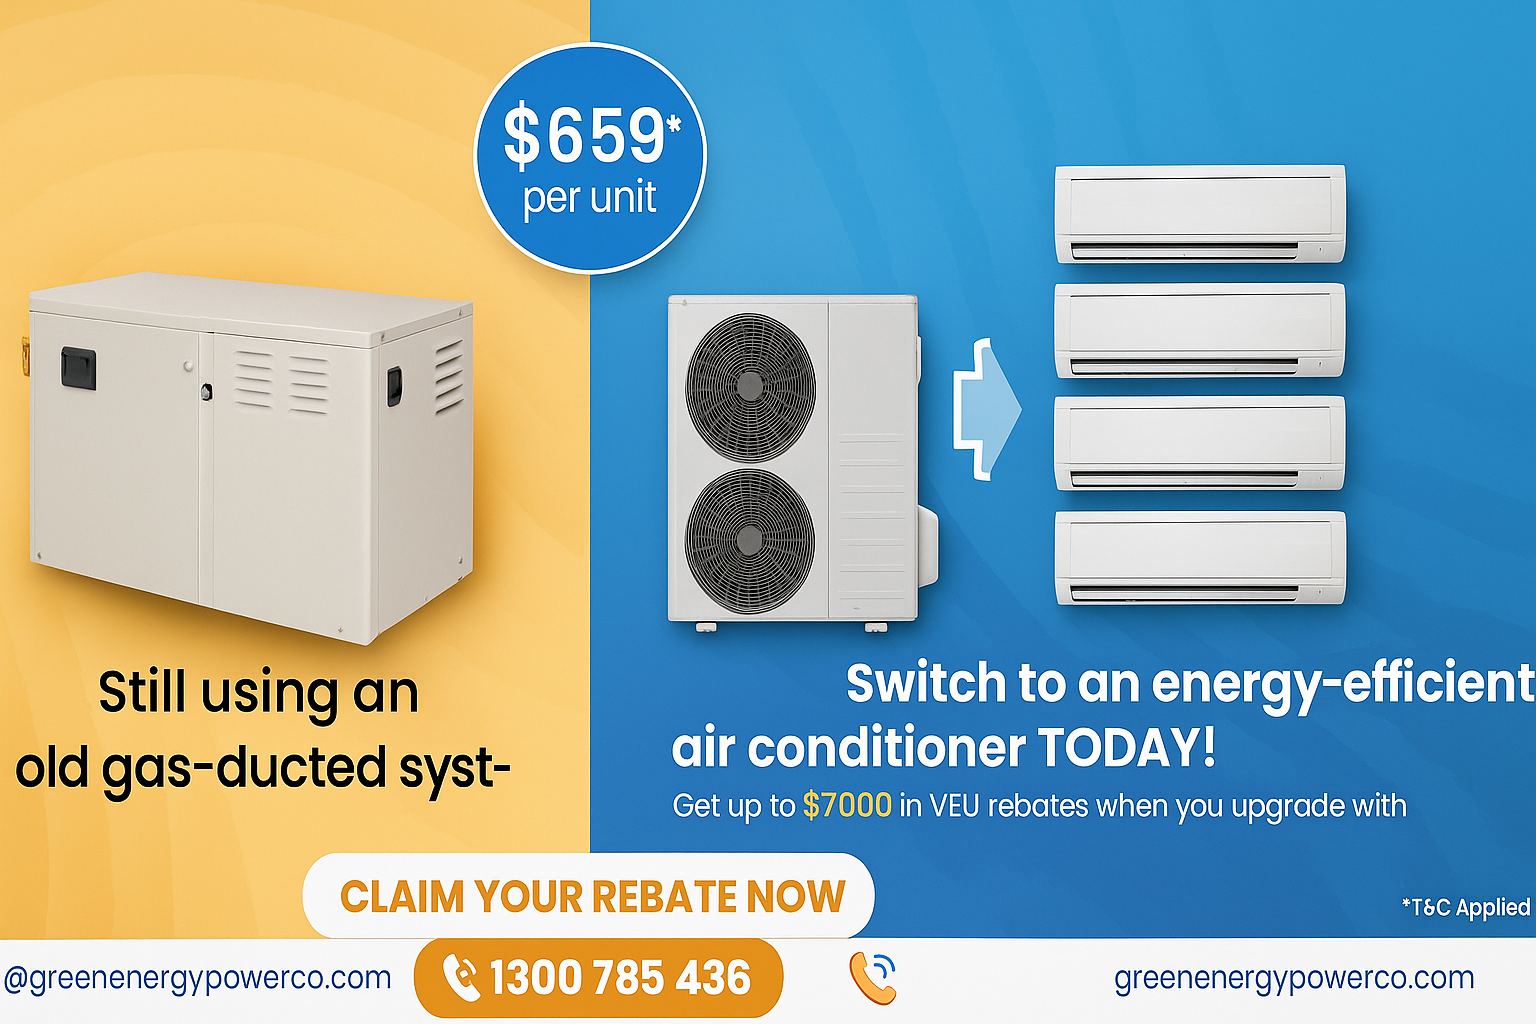 $659*
per unit
Still using an
old gas-ducted syst-
Switch to an energy-efficient
air conditioner TODAY!
Get up to $7000 in VEU rebates when you upgrade with
*T&C Applied
CLAIM YOUR REBATE NOW
@greenenergypowerco.com
1300 785 436
greenenergypowerco.com